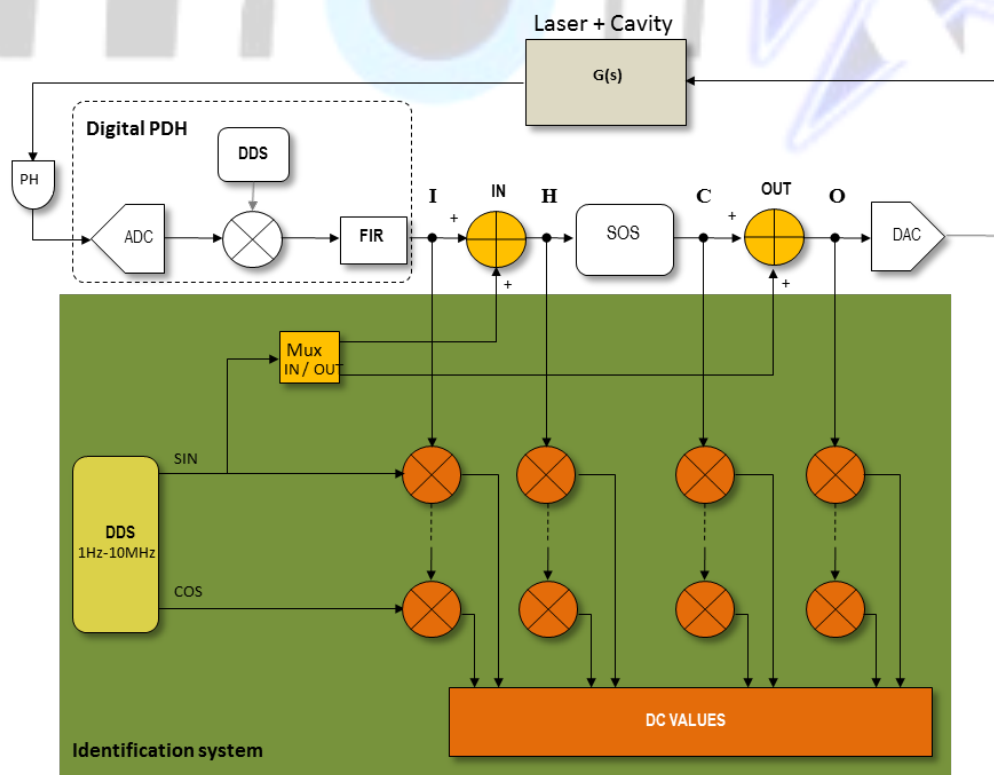 Laser + Cavity
G(s)
Digital PDH
DDS
PH
ADC
FIR
I
IN
H
SOS
C
OUT
O
DAC
+
+
+
+
Mux
IN / OUT
SIN
DDS
1Hz-10MHz
COS
DC VALUES
Identification system